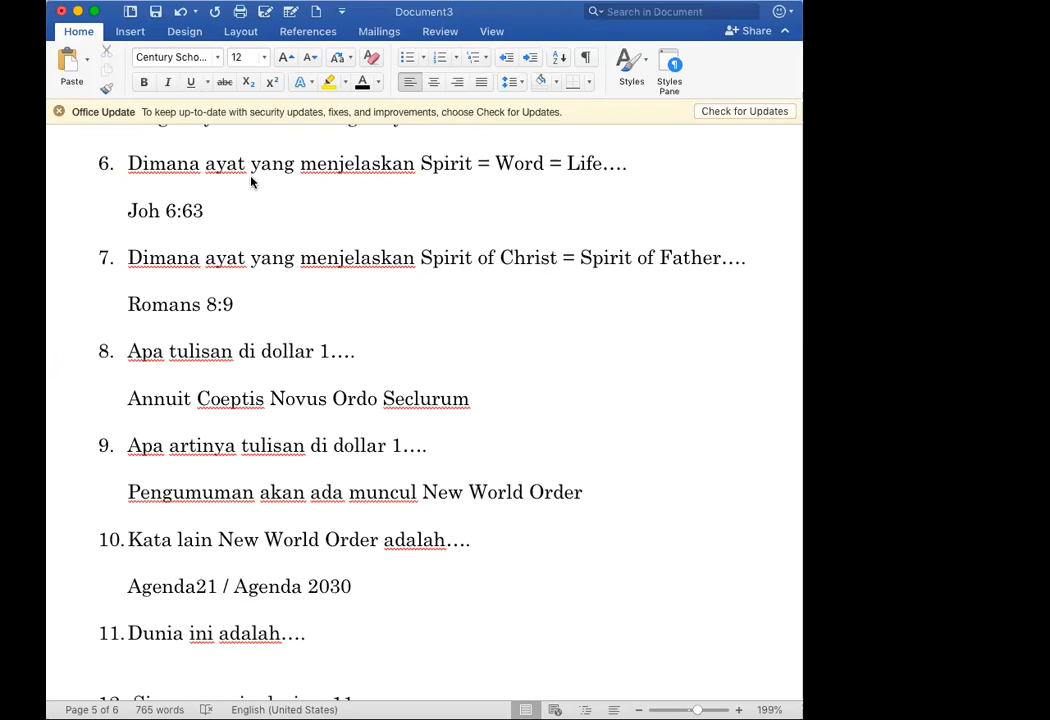 Document3
Search in Document
Home Insert Design Layout References Mailings Review View Share
Paste Century Scho... 12 Styles Styles Pane
Office Update To keep up-to-date with security updates, fixes, and improvements, choose Check for Updates. Check for Updates
6. Dimana ayat yang menjelaskan Spirit = Word = Life....
Joh 6:63
7. Dimana ayat yang menjelaskan Spirit of Christ = Spirit of Father....
Romans 8:9
8. Apa tulisan di dollar 1....
Annuit Coeptis Novus Ordo Seclurum
9. Apa artinya tulisan di dollar 1....
Pengumuman akan ada muncul New World Order
10. Kata lain New World Order adalah....
Agenda21 / Agenda 2030
11. Dunia ini adalah....
Page 5 of 6 765 words English (United States) 199%